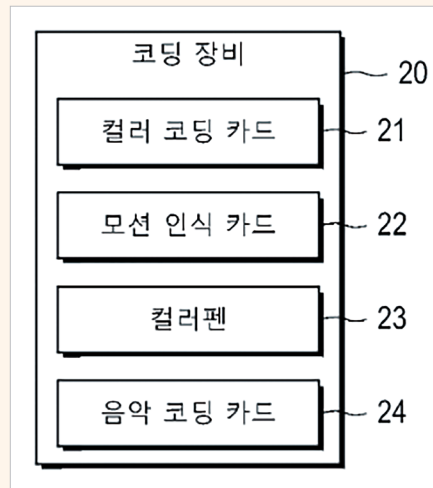 코딩 장비
20
컬러 코딩 카드
21
모션 인식 카드
22
컬러펜
23
음악 코딩 카드
24